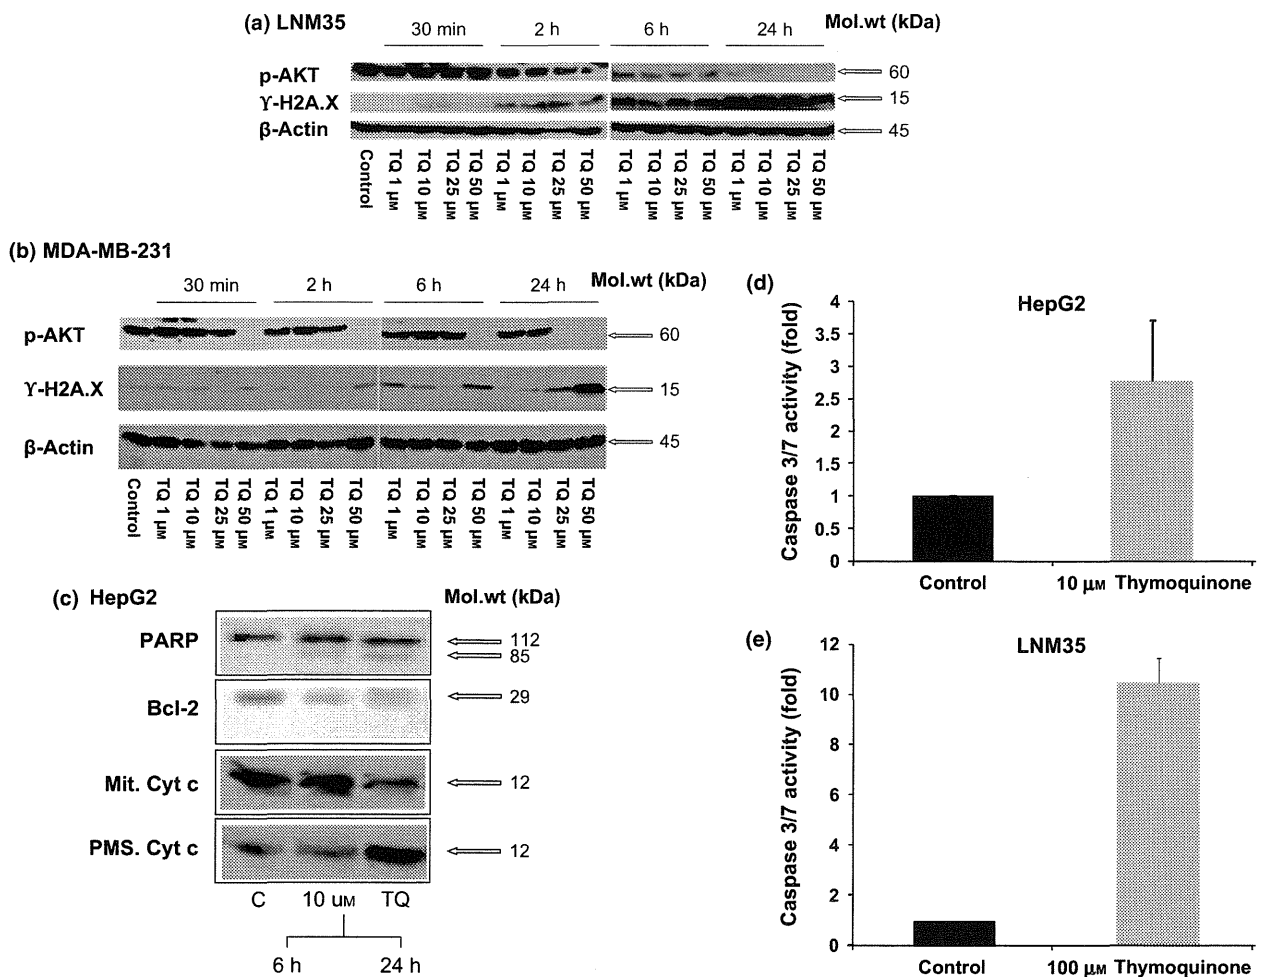 (a) LNM35
30 min 2 h 6 h 24 h Mol.wt (kDa)
p-AKT 60
ϒ-H2A.X 15
β-Actin 45
Control TQ 1 μM TQ 10 μM TQ 25 μM TQ 50 μM TQ 1 μM TQ 10 μM TQ 25 μM TQ 50 μM TQ 1 μM TQ 10 μM TQ 25 μM TQ 50 μM TQ 1 μM TQ 10 μM TQ 25 μM TQ 50 μM
(b) MDA-MB-231
30 min 2 h 6 h 24 h Mol.wt (kDa)
p-AKT 60
ϒ-H2A.X 15
β-Actin 45
Control TQ 1 μM TQ 10 μM TQ 25 μM TQ 50 μM TQ 1 μM TQ 10 μM TQ 25 μM TQ 50 μM TQ 1 μM TQ 10 μM TQ 25 μM TQ 50 μM TQ 1 μM TQ 10 μM TQ 25 μM TQ 50 μM
(c) HepG2 Mol.wt (kDa)
PARP 112
85
Bcl-2 29
Mit. Cyt c 12
PMS. Cyt c 12
C 10 uM TQ
6 h 24 h
(d)
HepG2
Caspase 3/7 activity (fold)
4
3.5
3
2.5
2
1.5
1
0.5
0
Control 10 μM Thymoquinone
(e)
LNM35
Caspase 3/7 activity (fold)
12
10
8
6
4
2
0
Control 100 μM Thymoquinone